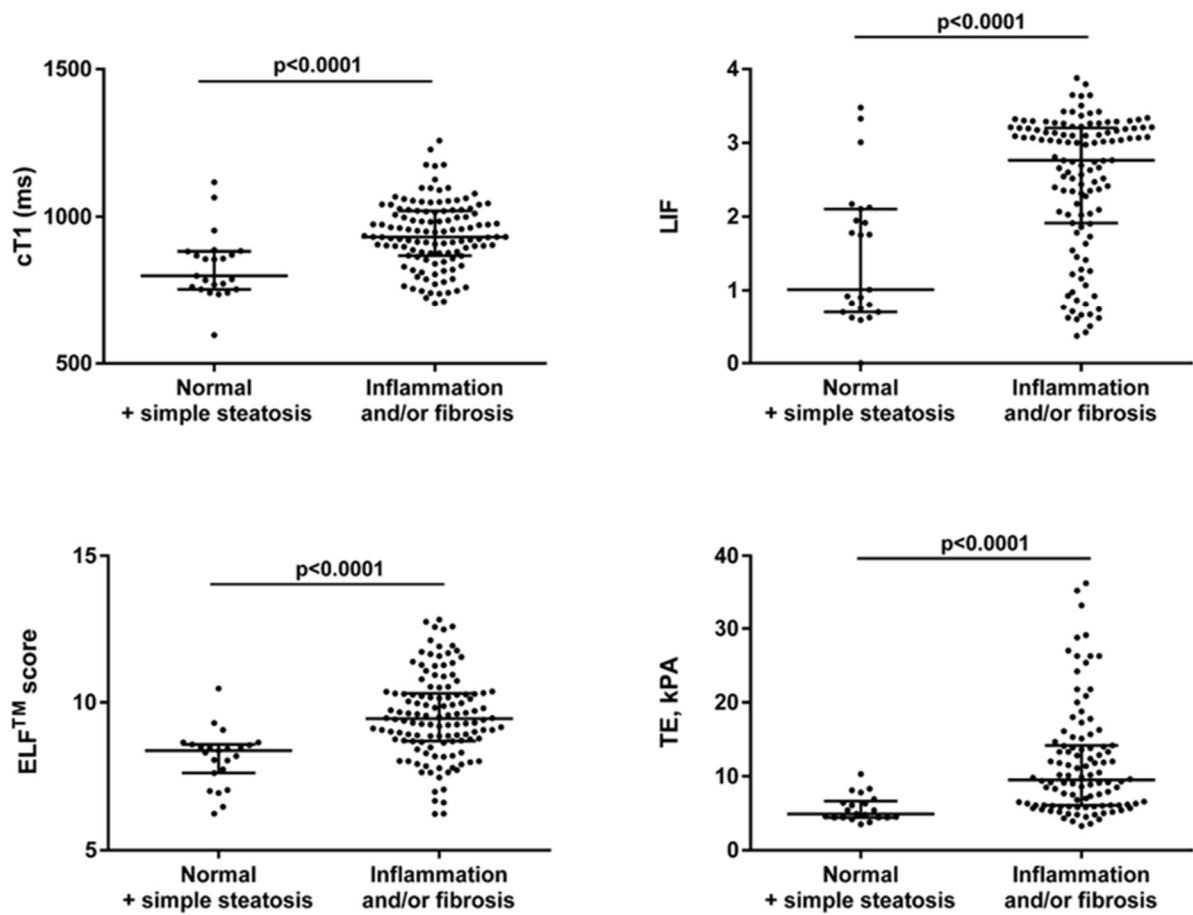 p<0.0001
1500
1000
500
cT1 (ms)
Normal
+ simple steatosis
Inflammation
and/or fibrosis
p<0.0001
4
3
2
1
0
LIF
Normal
+ simple steatosis
Inflammation
and/or fibrosis
p<0.0001
15
10
5
ELF™ score
Normal
+ simple steatosis
Inflammation
and/or fibrosis
p<0.0001
40
30
20
10
0
TE, kPA
Normal
+ simple steatosis
Inflammation
and/or fibrosis